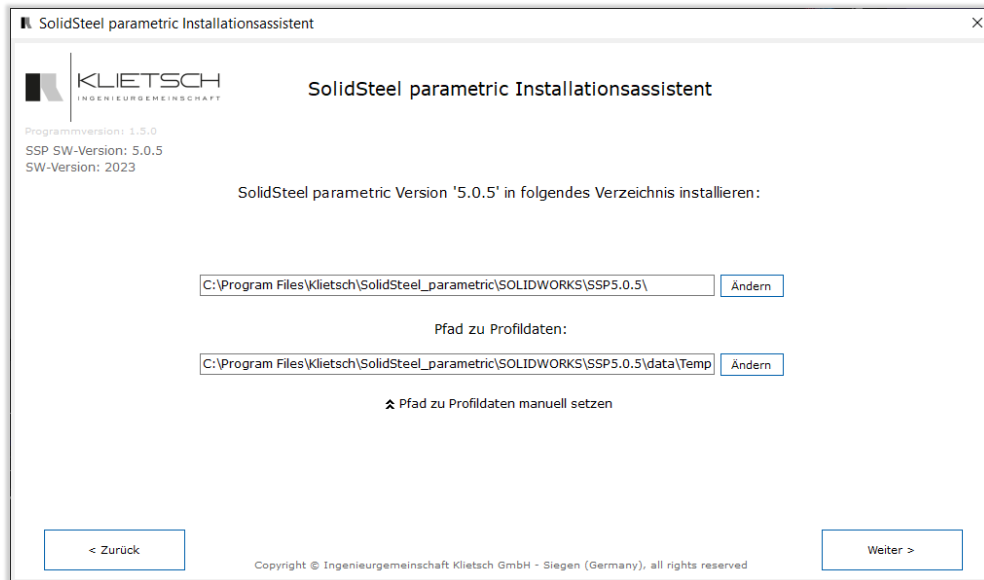 SolidSteel parametric Installationsassistent
KLIETSCH
INGENIEURGEMEINSCHAFT
SolidSteel parametric Installationsassistent
Programmversion: 1.5.0
SSP SW-Version: 5.0.5
SW-Version: 2023
SolidSteel parametric Version '5.0.5' in folgendes Verzeichnis installieren:
C:\Program Files\Klietsch\SolidSteel_parametric\SOLIDWORKS\SSP5.0.5\ Ändern
Pfad zu Profildaten:
C:\Program Files\Klietsch\SolidSteel_parametric\SOLIDWORKS\SSP5.0.5\data\Temp Ändern
Pfad zu Profildaten manuell setzen
< Zurück
Weiter >
Copyright © Ingenieurgemeinschaft Klietsch GmbH - Siegen (Germany), all rights reserved